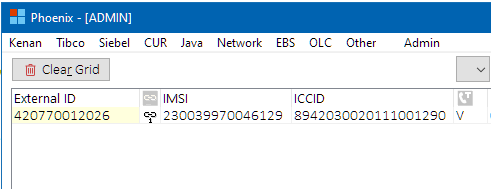 Phoenix - [ADMIN]
Kenan Tibco Siebel CUR Java Network EBS OLC Other Admin
Clear Grid
External ID IMSI ICCID
420770012026 230039970046129 8942030020111001290 V